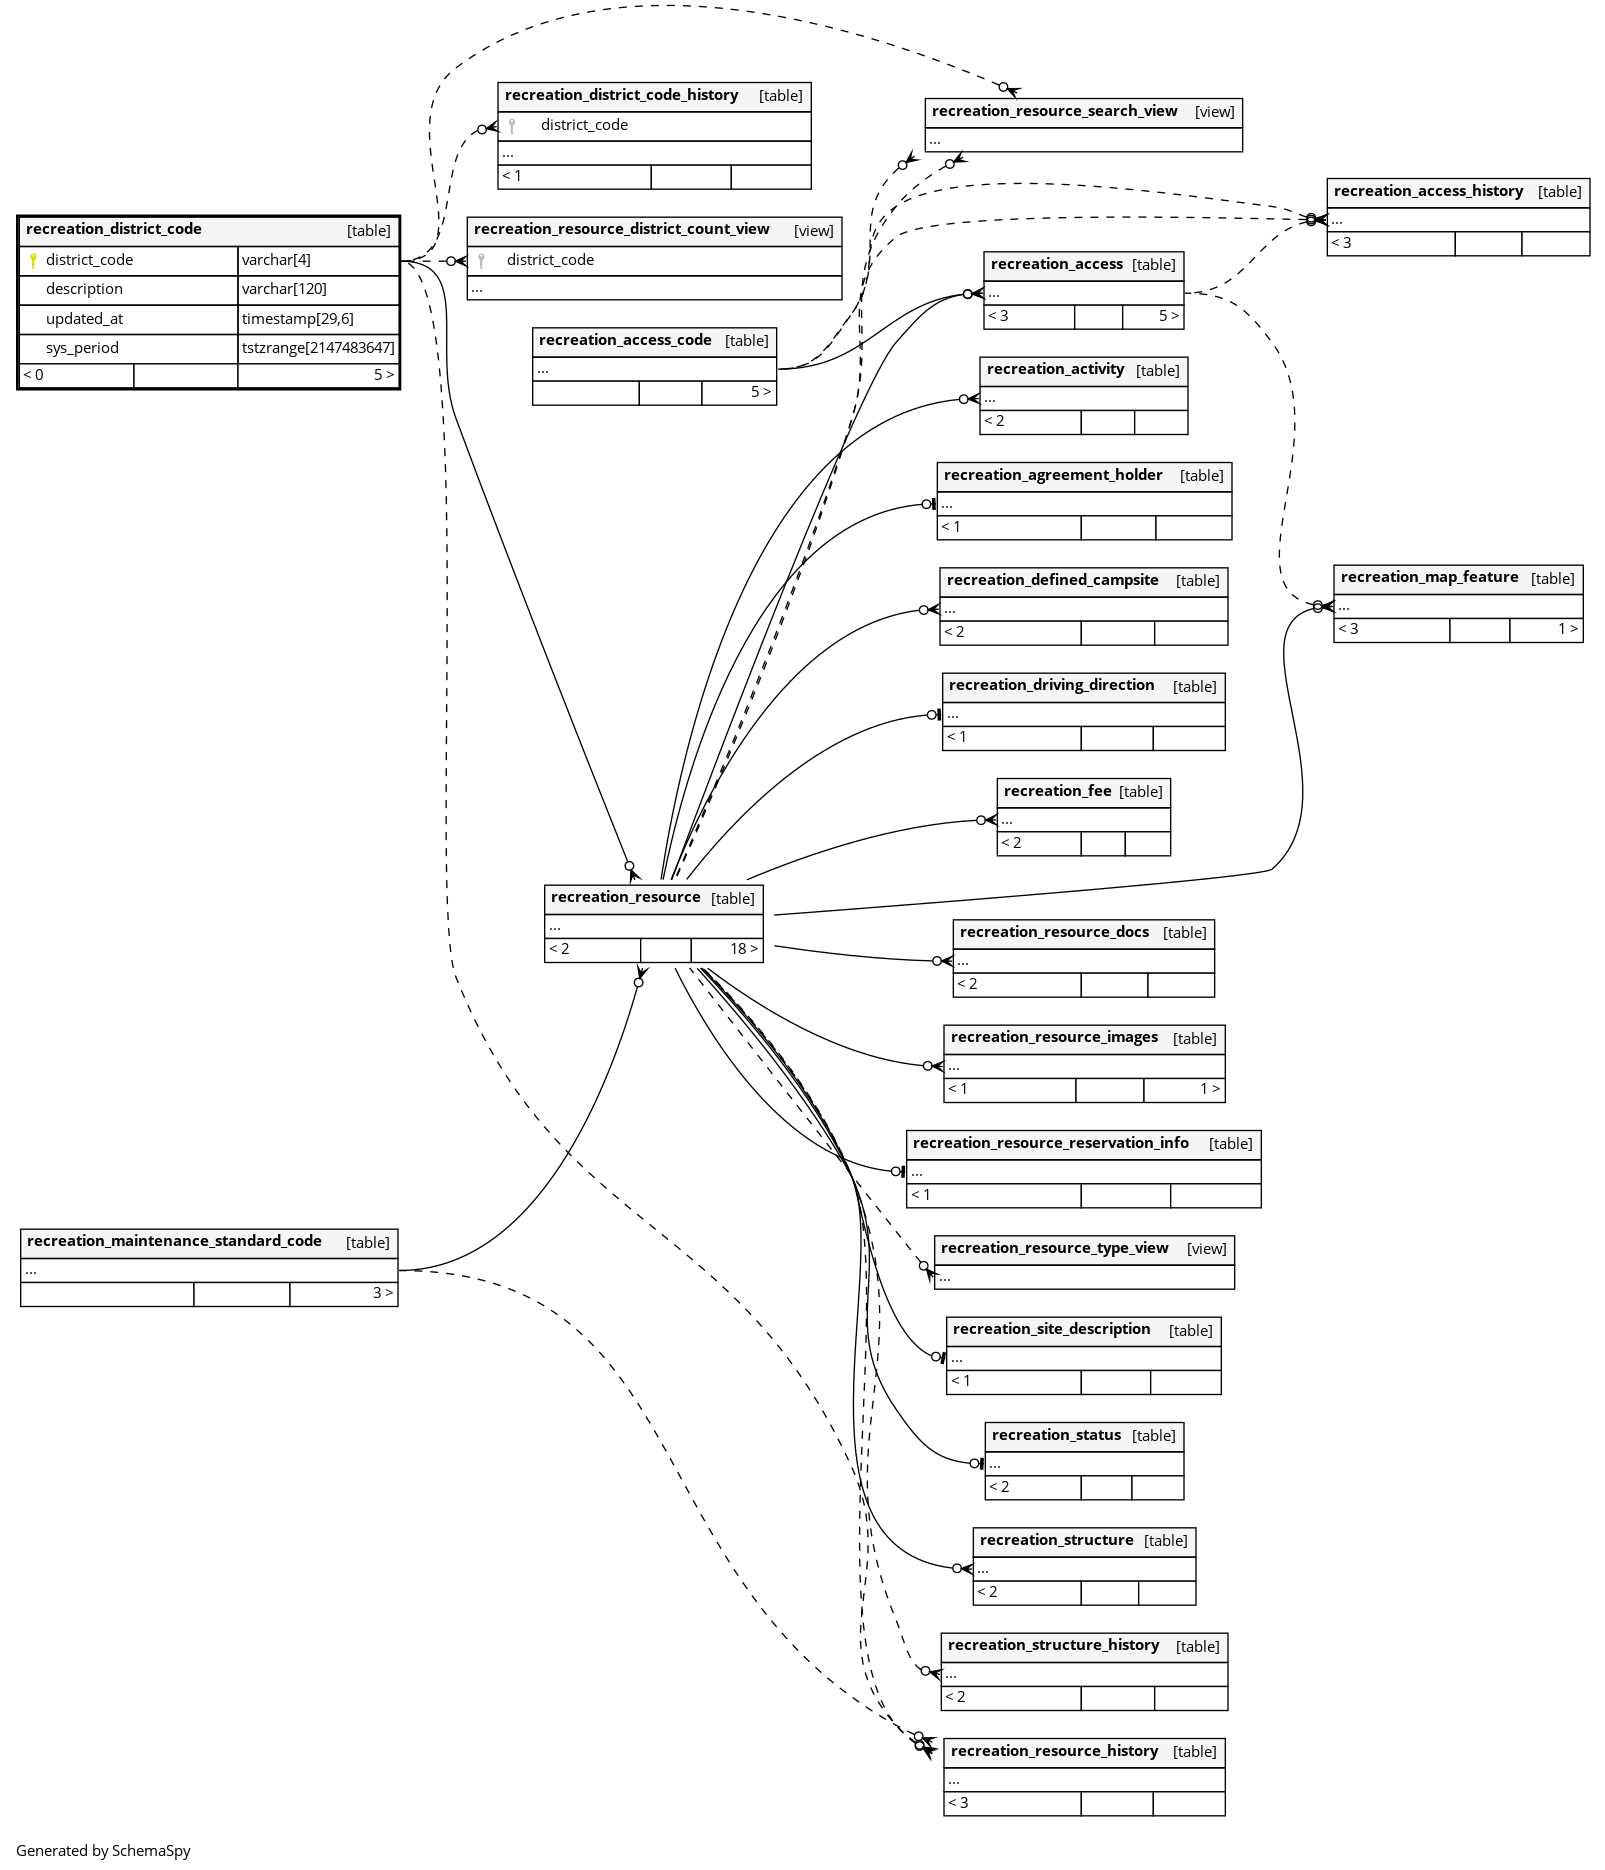 recreation_district_code_history [table]
district_code
...
< 1
recreation_resource_search_view [view]
...
recreation_access_history [table]
...
< 3
recreation_district_code [table]
district_code varchar[4]
description varchar[120]
updated_at timestamp[29,6]
sys_period tstzrange[2147483647]
< 0 5 >
recreation_resource_district_count_view [view]
district_code
...
recreation_access [table]
...
< 3 5 >
recreation_access_code [table]
...
5 >
recreation_activity [table]
...
< 2
recreation_agreement_holder [table]
...
< 1
recreation_defined_campsite [table]
...
< 2
recreation_map_feature [table]
...
< 3 1 >
recreation_driving_direction [table]
...
< 1
recreation_fee [table]
...
< 2
recreation_resource [table]
...
< 2 18 >
recreation_resource_docs [table]
...
< 2
recreation_resource_images [table]
...
< 1 1 >
recreation_resource_reservation_info [table]
...
< 1
recreation_maintenance_standard_code [table]
...
3 >
recreation_resource_type_view [view]
...
recreation_site_description [table]
...
< 1
recreation_status [table]
...
< 2
recreation_structure [table]
...
< 2
recreation_structure_history [table]
...
< 2
recreation_resource_history [table]
...
< 3
Generated by SchemaSpy